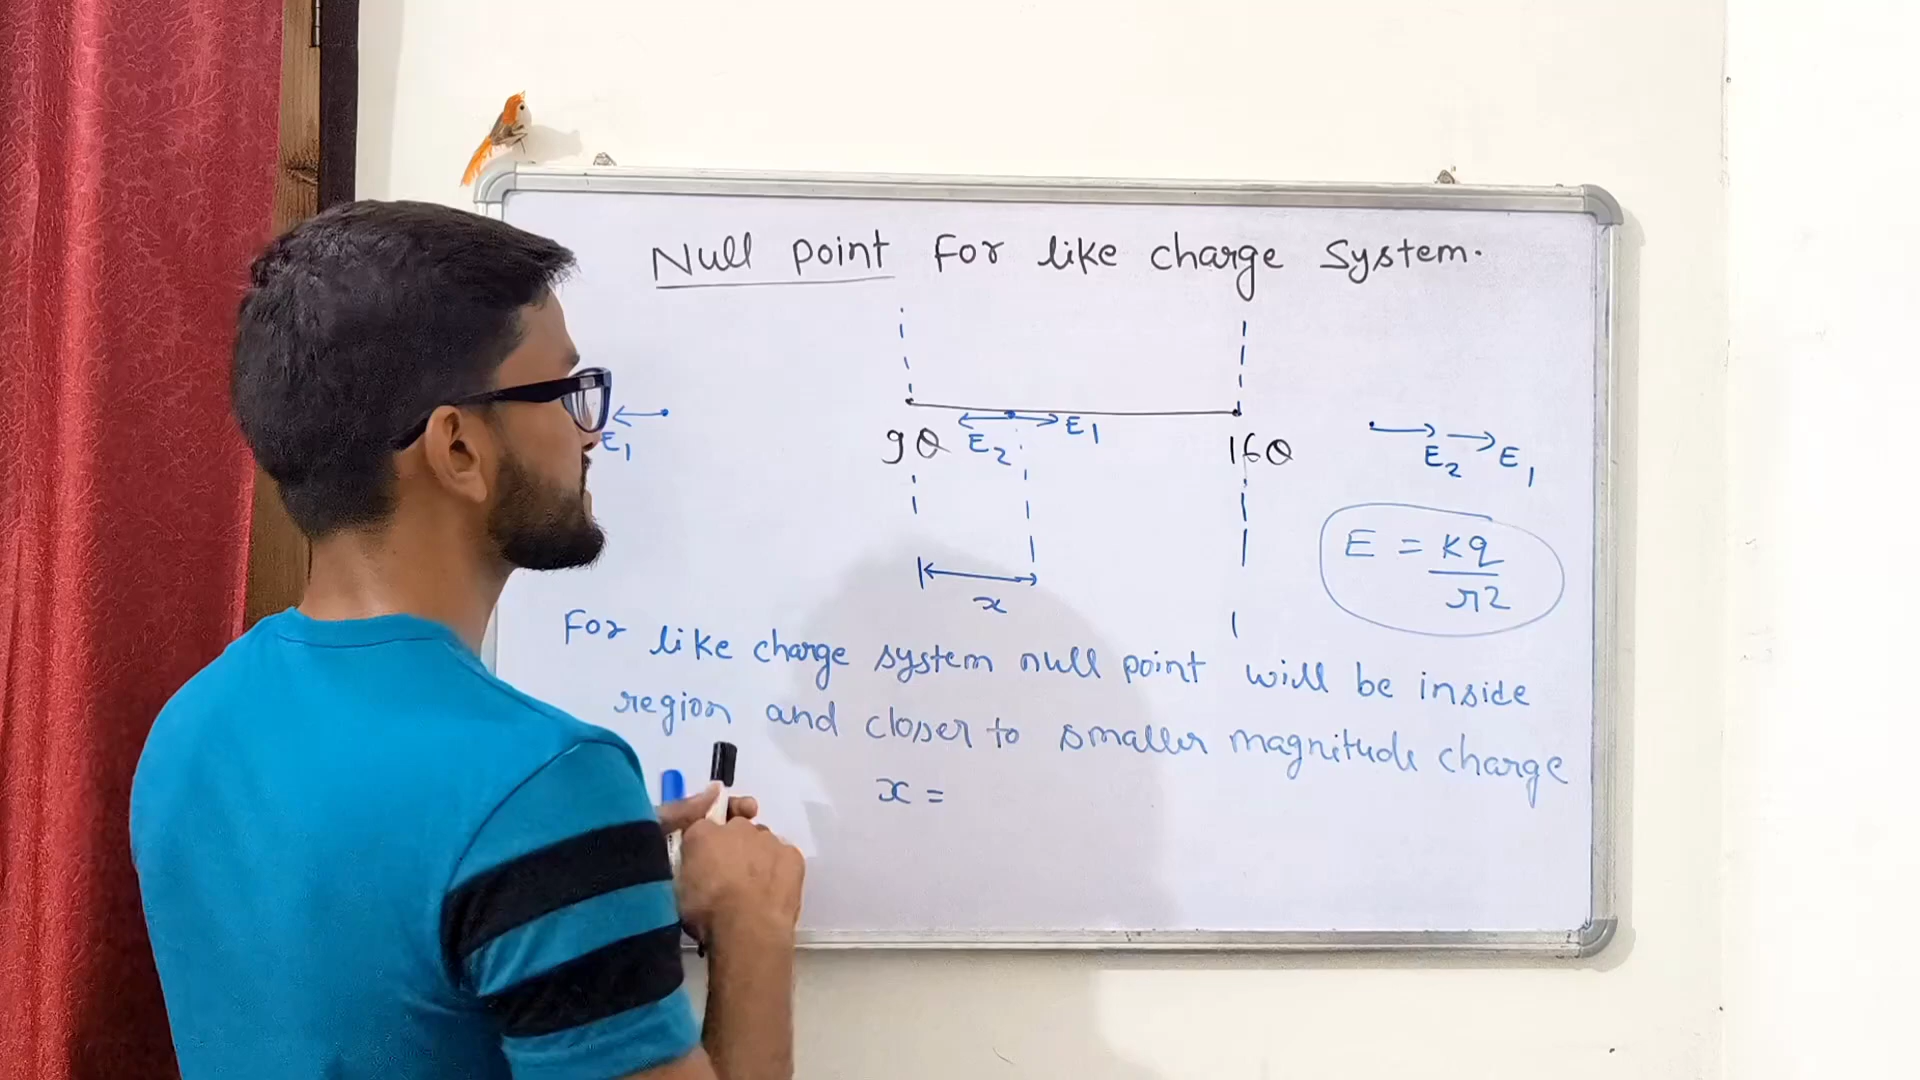 Null point For like charge system.
E₁ E₂ E₁ E₂ E₁
9Q 16Q
E = kq/r2
x
For like charge system null point will be inside
region and closer to smaller magnitude charge
x =